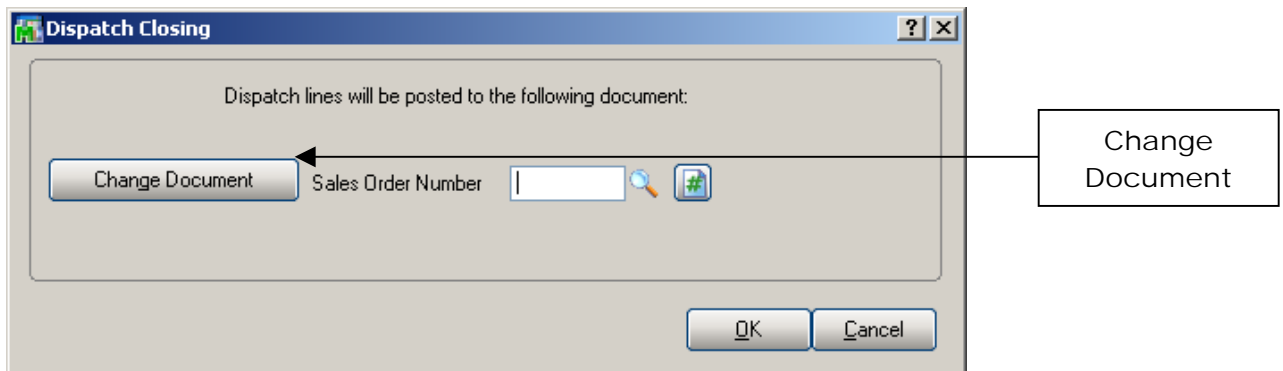 Dispatch Closing
Dispatch lines will be posted to the following document:
Change Document
Sales Order Number
#
OK
Cancel
Change
Document